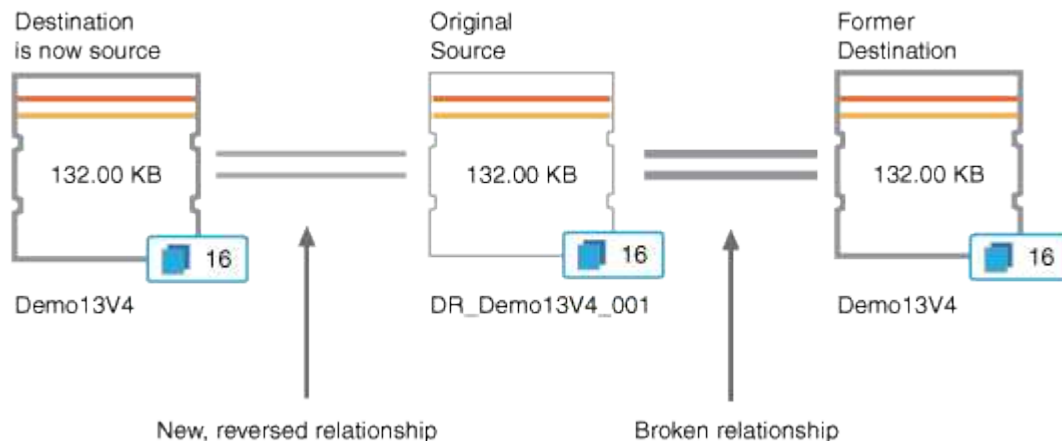 Destination
is now source
Original
Source
Former
Destination
132.00 KB
132.00 KB
132.00 KB
16
16
16
Demo13V4
DR_Demo13V4_001
Demo13V4
New, reversed relationship
Broken relationship